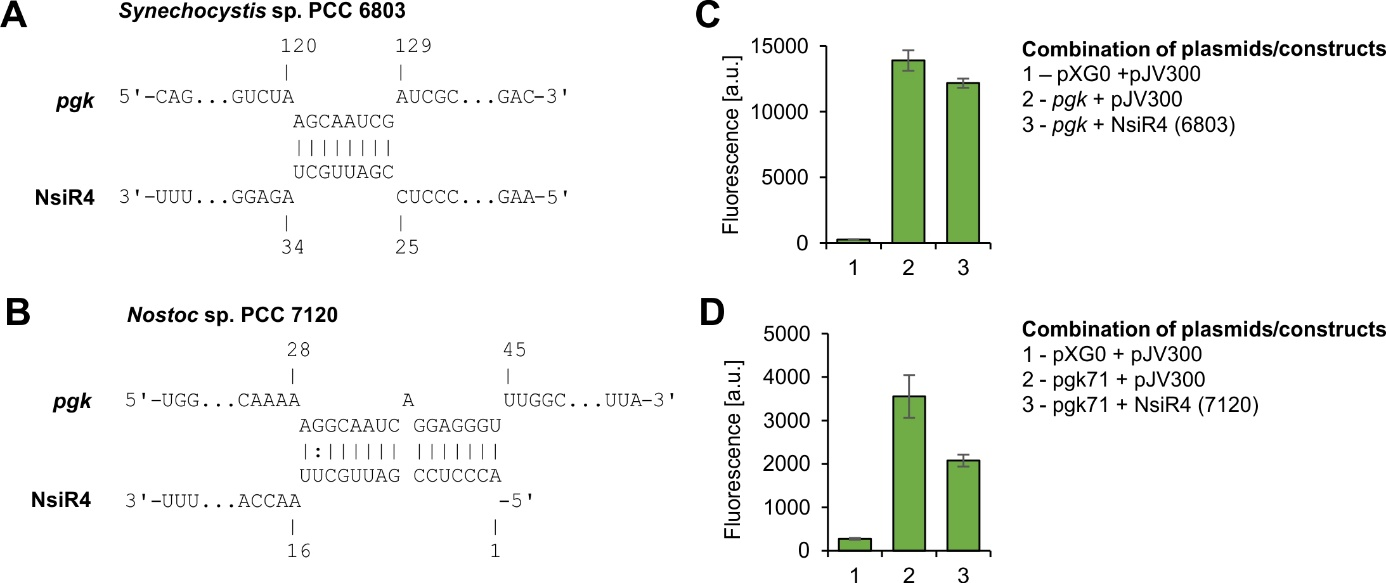 A
Synechocystis sp. PCC 6803
120 129
| |
pgk 5'-CAG...GUCUA AUCGC...GAC-3'
AGCAAUCG
||||||||
UCGUUAGC
NsiR4 3'-UUU...GGAGA CUCCC...GAA-5'
| |
34 25
B
Nostoc sp. PCC 7120
28 45
| |
pgk 5'-UGG...CAAAA A UUGGC...UUA-3'
AGGCAAUC GGAGGGU
|:|||||| |||||||
UUCGUUAG CCUCCCA
NsiR4 3'-UUU...ACCAA -5'
| |
16 1
C
Fluorescence [a.u.]
15000
10000
5000
0
1 2 3
Combination of plasmids/constructs
1 – pXG0 +pJV300
2 - pgk + pJV300
3 - pgk + NsiR4 (6803)
D
Fluorescence [a.u.]
5000
4000
3000
2000
1000
0
1 2 3
Combination of plasmids/constructs
1 - pXG0 + pJV300
2 - pgk71 + pJV300
3 - pgk71 + NsiR4 (7120)